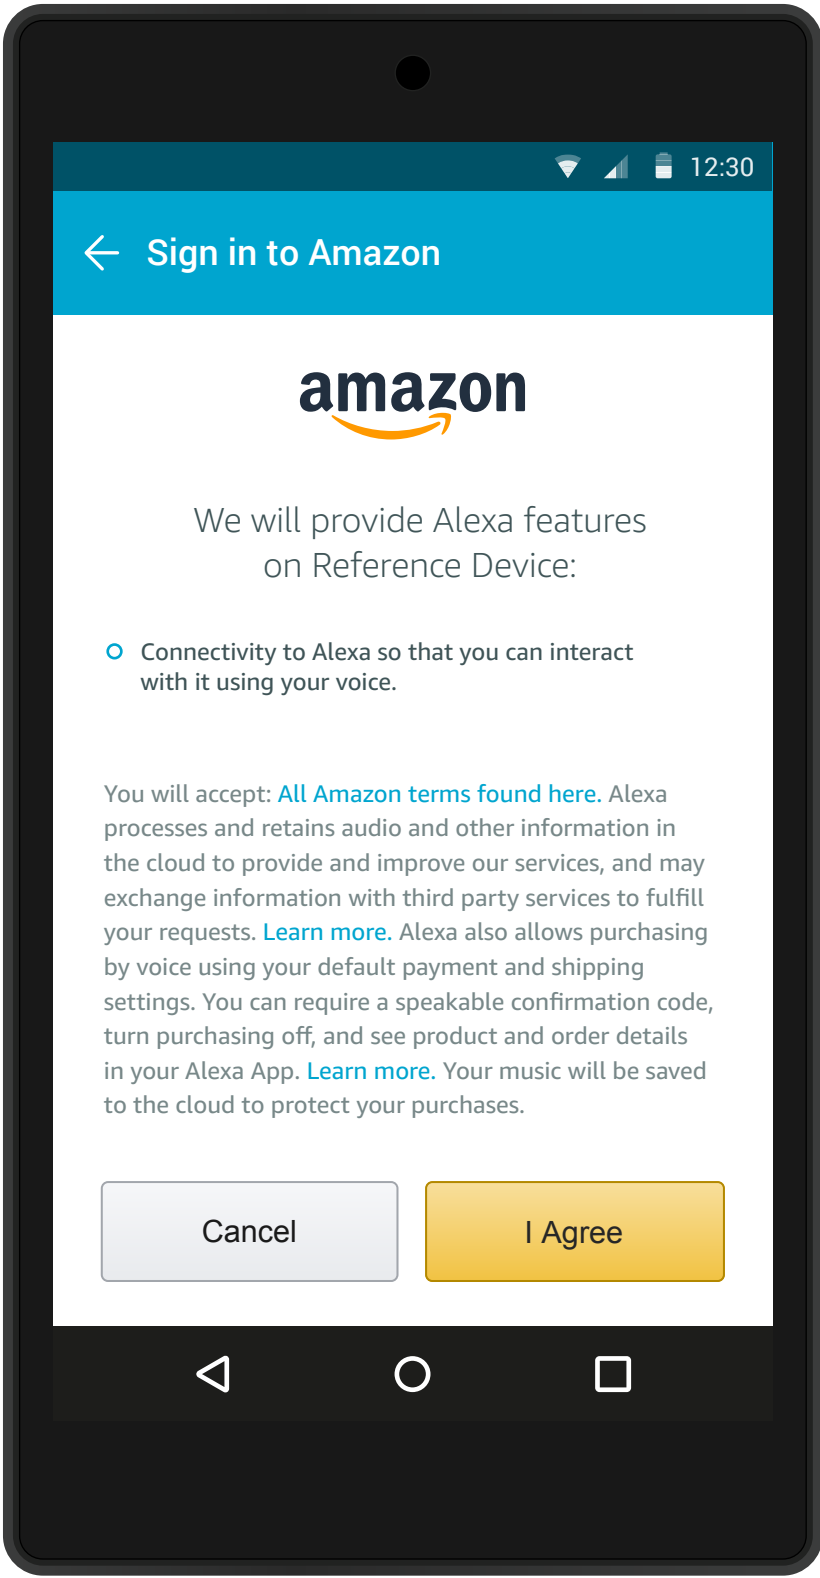 12:30
Sign in to Amazon
amazon
We will provide Alexa features
on Reference Device:
Connectivity to Alexa so that you can interact
with it using your voice.
You will accept: All Amazon terms found here. Alexa
processes and retains audio and other information in
the cloud to provide and improve our services, and may
exchange information with third party services to fulfill
your requests. Learn more. Alexa also allows purchasing
by voice using your default payment and shipping
settings. You can require a speakable confirmation code,
turn purchasing off, and see product and order details
in your Alexa App. Learn more. Your music will be saved
to the cloud to protect your purchases.
Cancel
I Agree